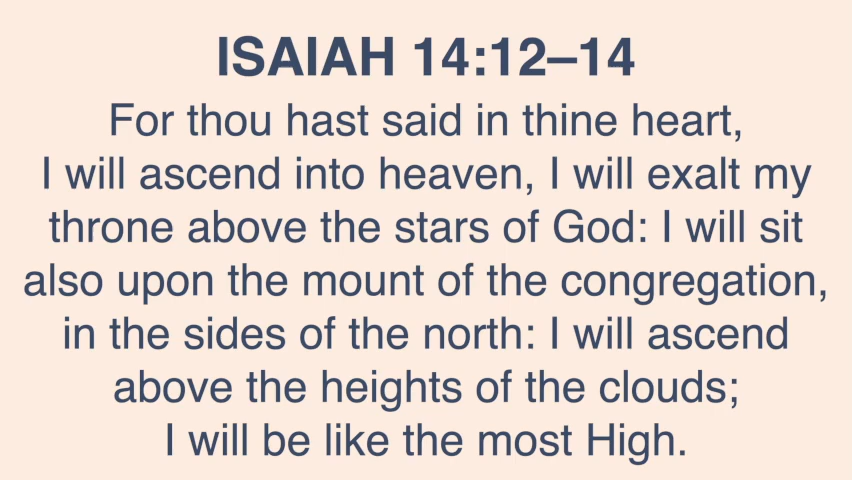 ISAIAH 14:12–14
For thou hast said in thine heart,
I will ascend into heaven, I will exalt my
throne above the stars of God: I will sit
also upon the mount of the congregation,
in the sides of the north: I will ascend
above the heights of the clouds;
I will be like the most High.